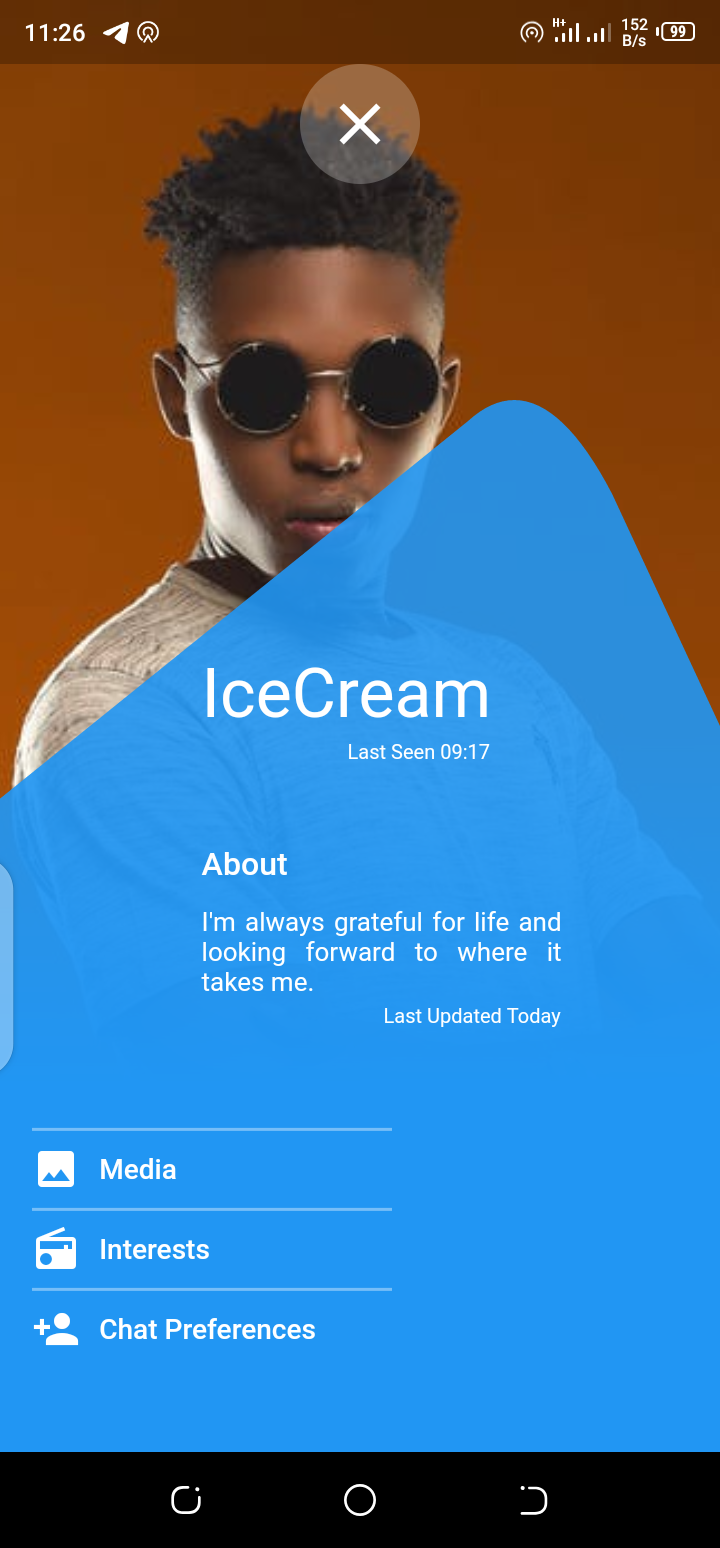 11:26
H+
152
B/s
99
IceCream
Last Seen 09:17
About
I'm always grateful for life and
looking forward to where it
takes me.
Last Updated Today
Media
Interests
Chat Preferences